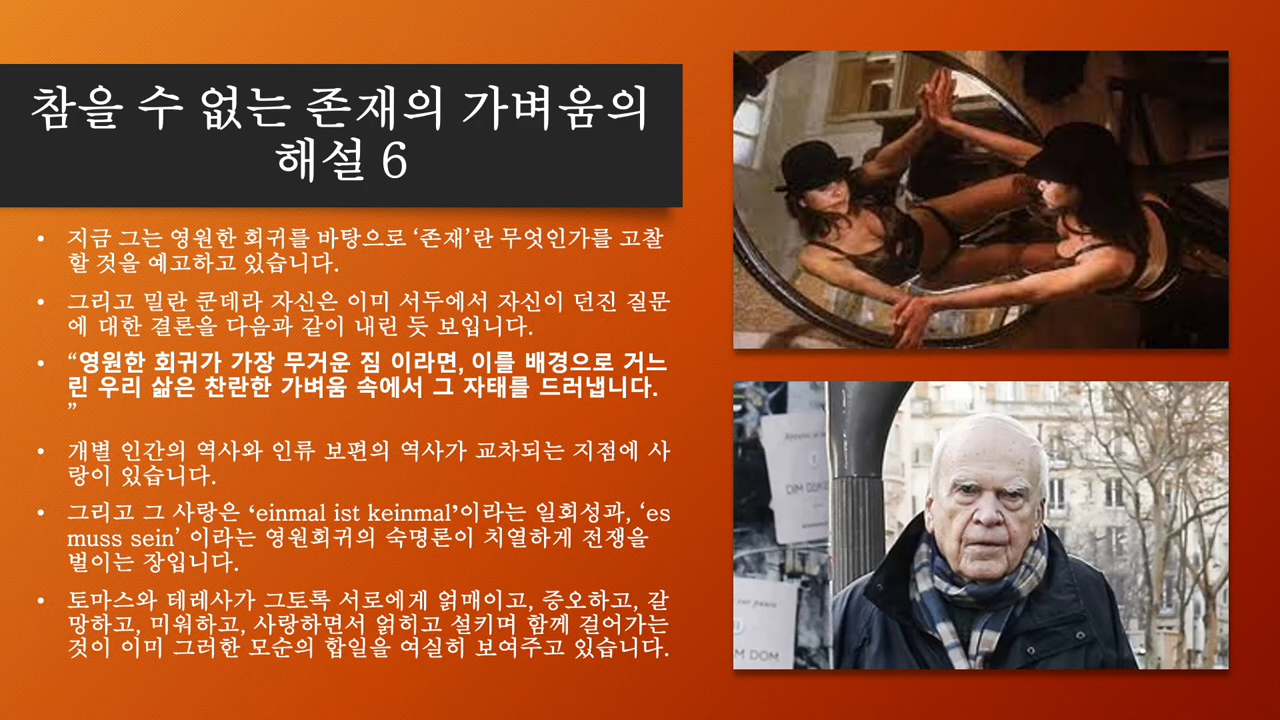 참을 수 없는 존재의 가벼움의
해설 6
• 지금 그는 영원한 회귀를 바탕으로 ‘존재’란 무엇인가를 고찰
할 것을 예고하고 있습니다.
• 그리고 밀란 쿤데라 자신은 이미 서두에서 자신이 던진 질문
에 대한 결론을 다음과 같이 내린 듯 보입니다.
• “영원한 회귀가 가장 무거운 짐 이라면, 이를 배경으로 거느
린 우리 삶은 찬란한 가벼움 속에서 그 자태를 드러냅니다.
”
• 개별 인간의 역사와 인류 보편의 역사가 교차되는 지점에 사
랑이 있습니다.
• 그리고 그 사랑은 ‘einmal ist keinmal’이라는 일회성과, ‘es
muss sein’ 이라는 영원회귀의 숙명론이 치열하게 전쟁을
벌이는 장입니다.
• 토마스와 테레사가 그토록 서로에게 얽매이고, 증오하고, 갈
망하고, 미워하고, 사랑하면서 얽히고 설키며 함께 걸어가는
것이 이미 그러한 모순의 합일을 여실히 보여주고 있습니다.
DIM DOM
M DOM